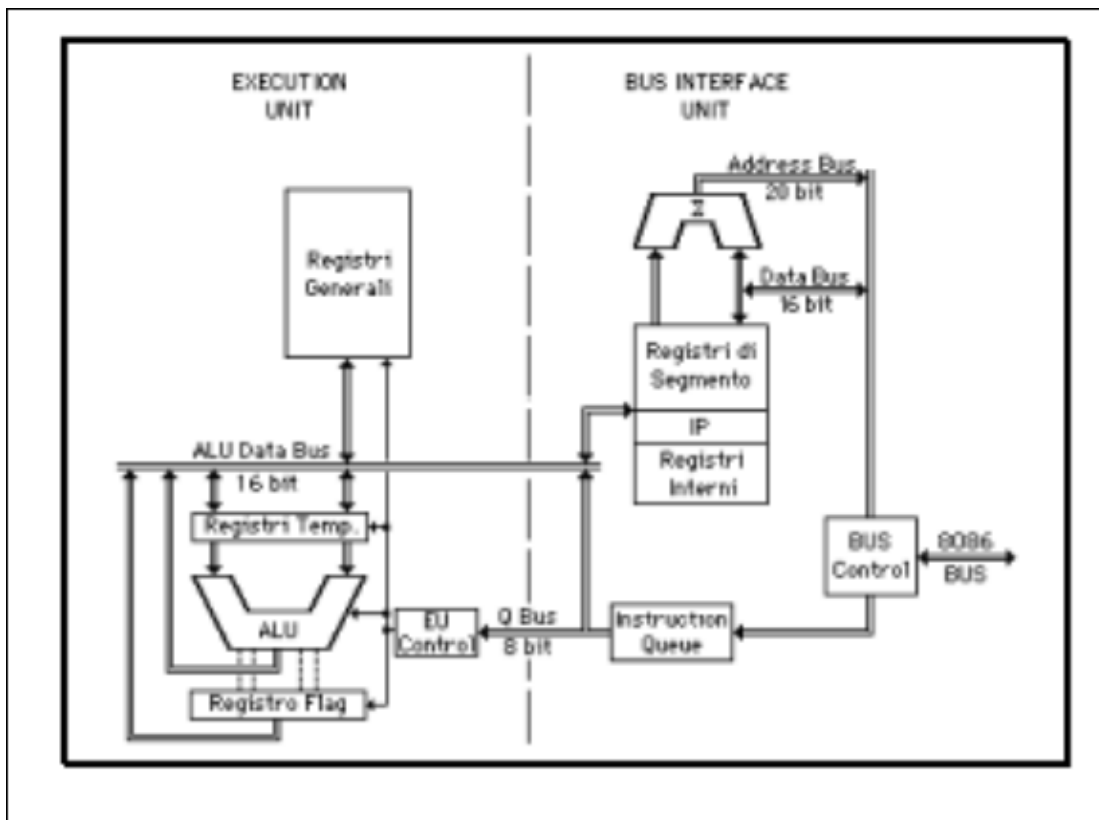 EXECUTION
UNIT
BUS INTERFACE
UNIT
Address Bus
20 bit
Σ
Registri
Generali
Data Bus
16 bit
Registri di
Segmento
IP
Registri
Interni
ALU Data Bus
16 bit
Registri Temp.
BUS
Control
8086
BUS
ALU
EU
Control
Q Bus
8 bit
Instruction
Queue
Registro Flag